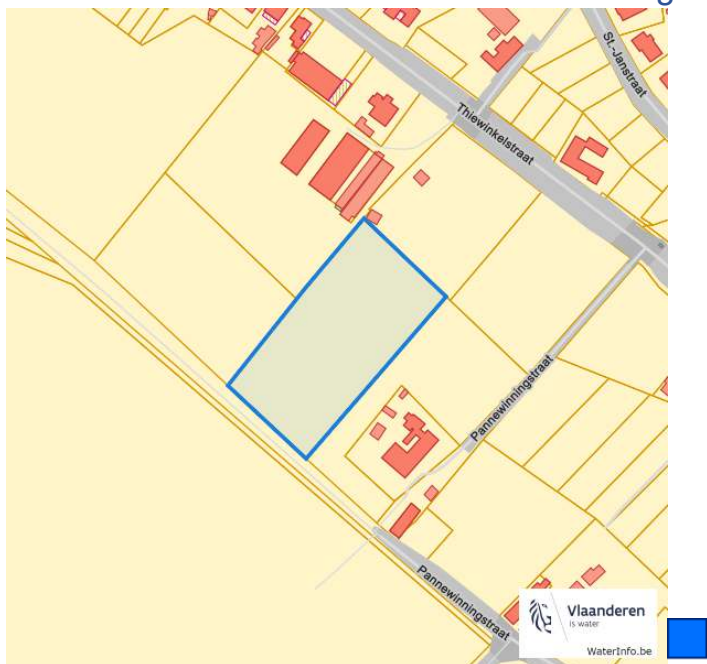 g
St.-Janstraat
Thiewinkelstraat
Pannewinningstraat
Pannewinningstraat
Vlaanderen
is water
WaterInfo.be